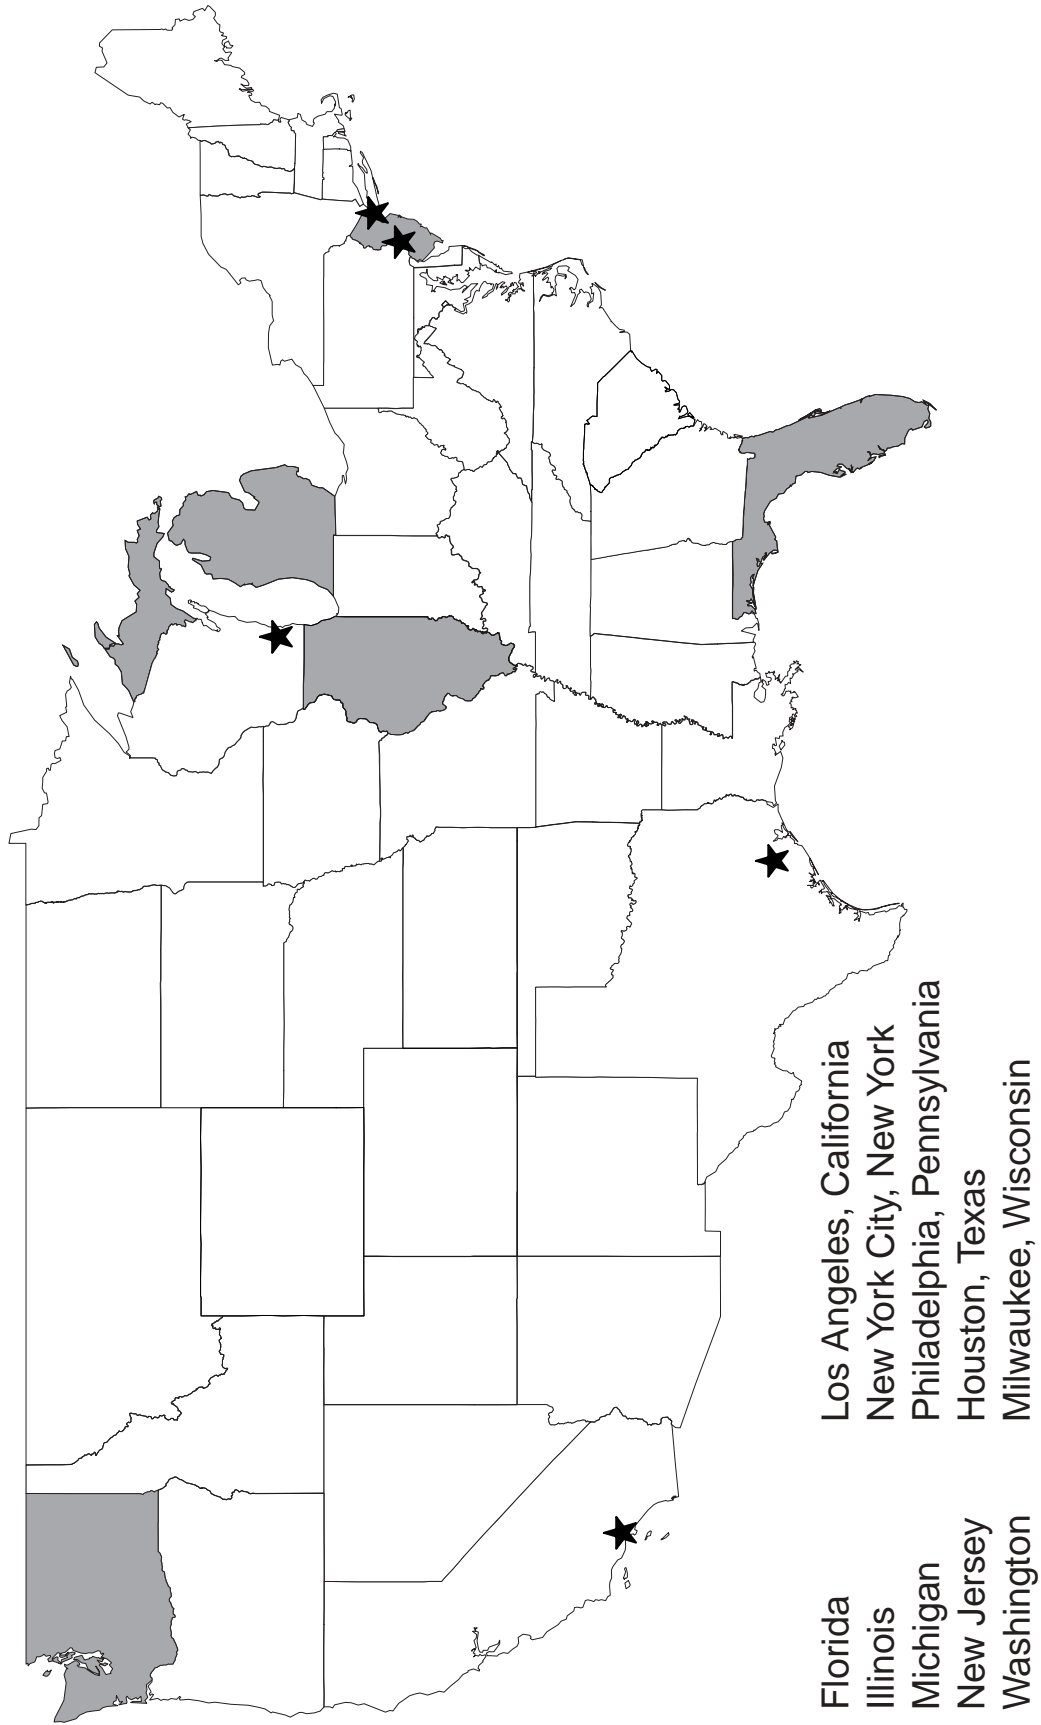 Florida
Illinois
Michigan
New Jersey
Washington
Los Angeles, California
New York City, New York
Philadelphia, Pennsylvania
Houston, Texas
Milwaukee, Wisconsin